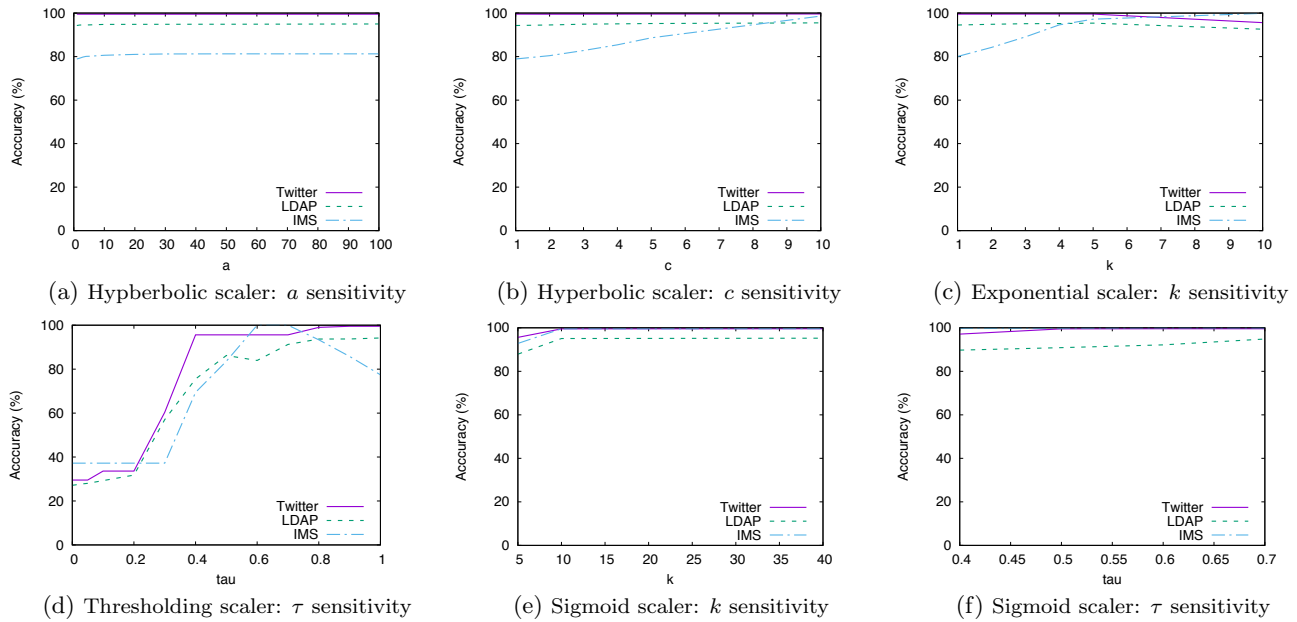 100
80
60
40
20
0
Acccuracy (%)
Twitter
LDAP
IMS
0 10 20 30 40 50 60 70 80 90 100
a
(a) Hypberbolic scaler: a sensitivity
100
80
60
40
20
0
Acccuracy (%)
Twitter
LDAP
IMS
1 2 3 4 5 6 7 8 9 10
c
(b) Hyperbolic scaler: c sensitivity
100
80
60
40
20
0
Acccuracy (%)
Twitter
LDAP
IMS
1 2 3 4 5 6 7 8 9 10
k
(c) Exponential scaler: k sensitivity
100
80
60
40
20
0
Acccuracy (%)
Twitter
LDAP
IMS
0 0.2 0.4 0.6 0.8 1
tau
(d) Thresholding scaler: τ sensitivity
100
80
60
40
20
0
Acccuracy (%)
Twitter
LDAP
IMS
5 10 15 20 25 30 35 40
k
(e) Sigmoid scaler: k sensitivity
100
80
60
40
20
0
Acccuracy (%)
Twitter
LDAP
IMS
0.4 0.45 0.5 0.55 0.6 0.65 0.7
tau
(f) Sigmoid scaler: τ sensitivity